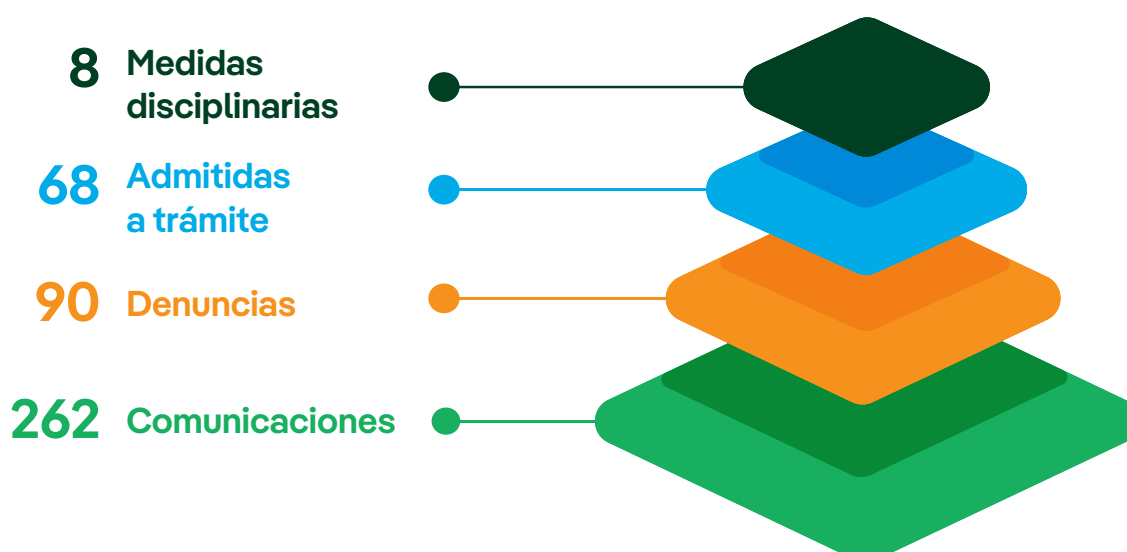 8 Medidas
disciplinarias
68 Admitidas
a trámite
90 Denuncias
262 Comunicaciones